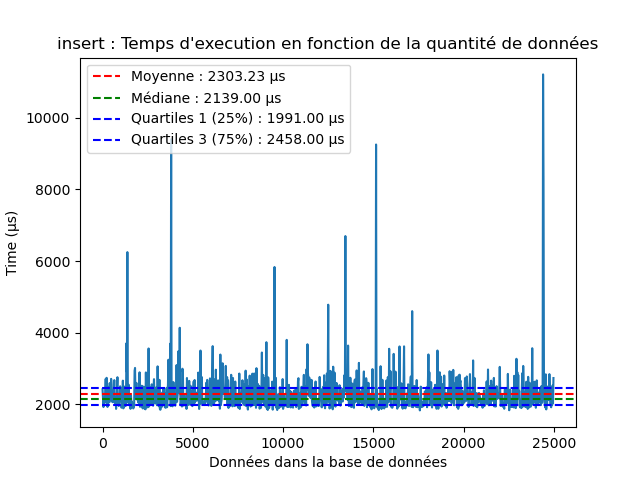 insert : Temps d'execution en fonction de la quantité de données
Moyenne : 2303.23 µs
Médiane : 2139.00 µs
Quartiles 1 (25%) : 1991.00 µs
Quartiles 3 (75%) : 2458.00 µs
10000
8000
6000
4000
2000
Time (µs)
0 5000 10000 15000 20000 25000
Données dans la base de données